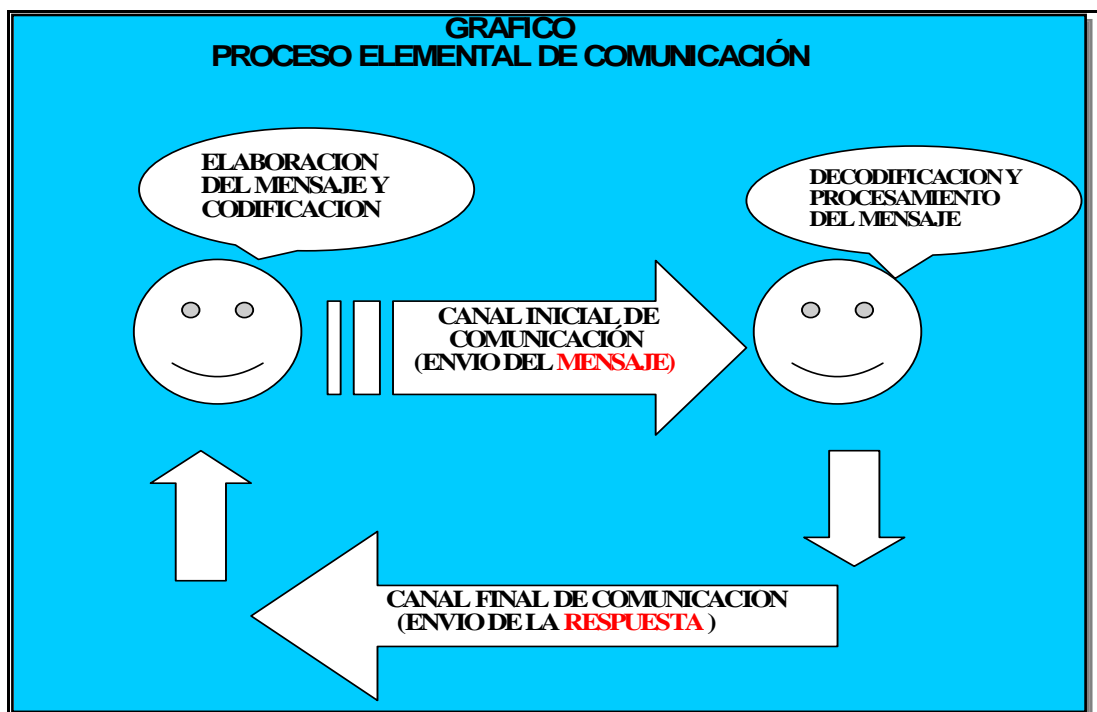 GRAFICO
PROCESO ELEMENTAL DE COMUNICACIÓN
ELABORACION
DEL MENSAJE Y
CODIFICACION
DECODIFICACION Y
PROCESAMIENTO
DEL MENSAJE
CANAL INICIAL DE
COMUNICACIÓN
(ENVIO DEL MENSAJE)
CANAL FINAL DE COMUNICACION
(ENVIO DE LA RESPUESTA )